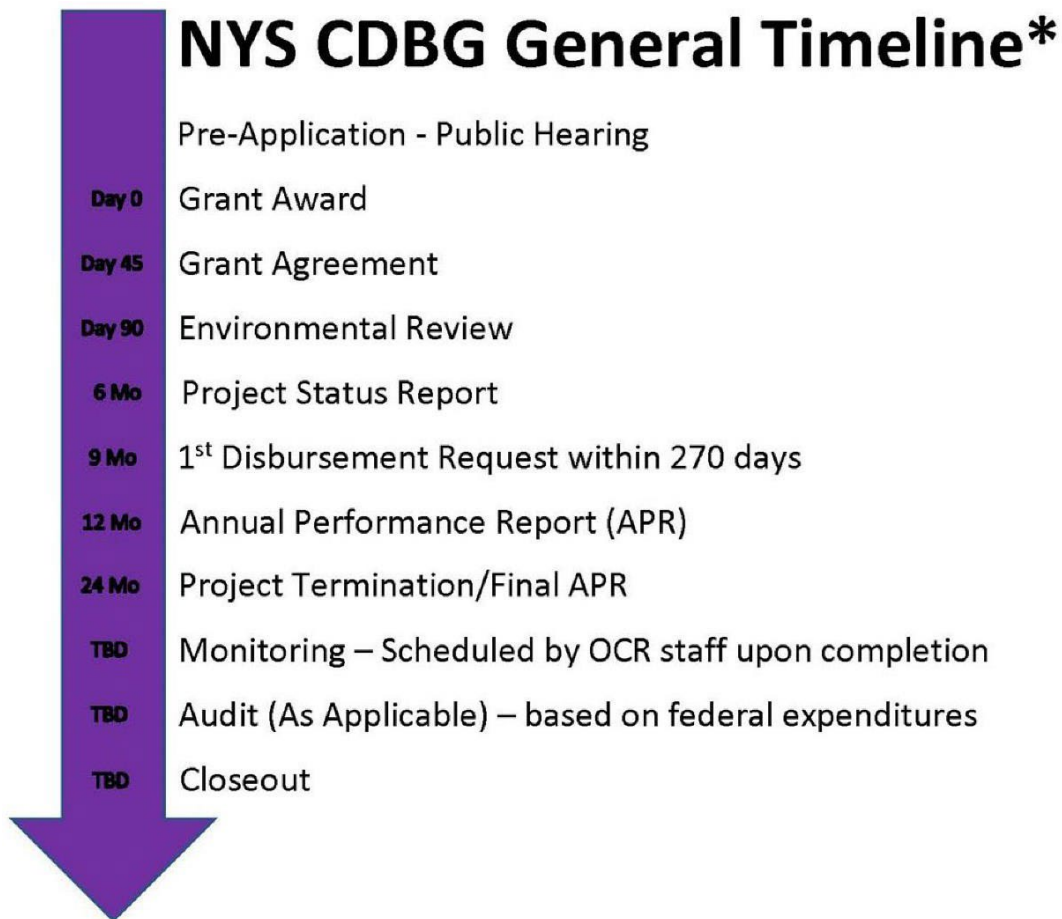 NYS CDBG General Timeline*
Pre-Application - Public Hearing
Day 0 Grant Award
Day 45 Grant Agreement
Day 90 Environmental Review
6 Mo Project Status Report
9 Mo 1st Disbursement Request within 270 days
12 Mo Annual Performance Report (APR)
24 Mo Project Termination/Final APR
TBD Monitoring – Scheduled by OCR staff upon completion
TBD Audit (As Applicable) – based on federal expenditures
TBD Closeout